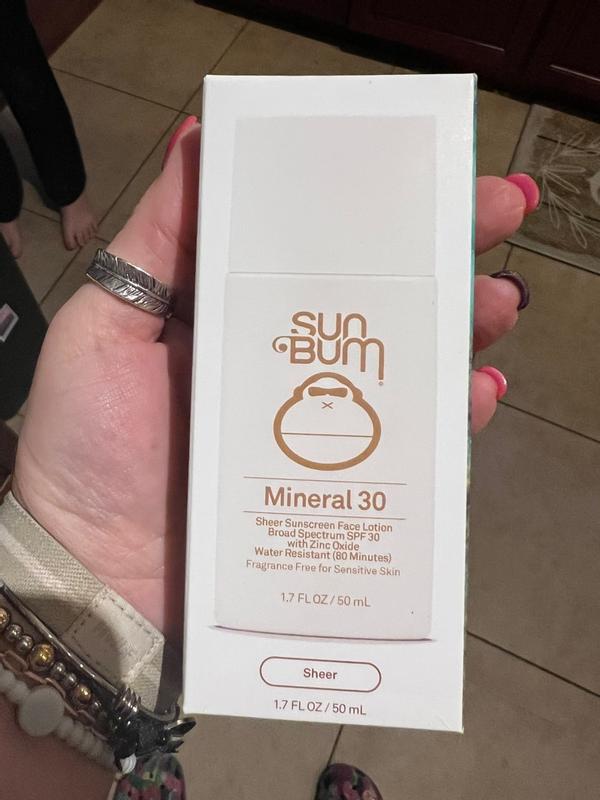 SUN
BUM
Mineral 30
Sheer Sunscreen Face Lotion
Broad Spectrum SPF 30
with Zinc Oxide
Water Resistant (80 Minutes)
Fragrance Free for Sensitive Skin
1.7 FL OZ / 50 mL
Sheer
1.7 FL OZ / 50 mL